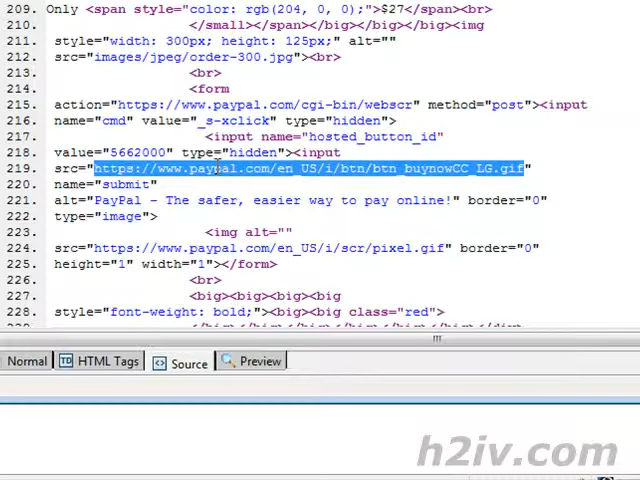 209. Only <span style="color: rgb(204, 0, 0);">$27</span><br>
210. </small></span></big></big></big><img
211. style="width: 300px; height: 125px;" alt=""
212. src="images/jpeg/order-300.jpg"><br>
213. <br>
214. <form
215. action="https://www.paypal.com/cgi-bin/webscr" method="post"><input
216. name="cmd" value="_s-xclick" type="hidden">
217. <input name="hosted_button_id"
218. value="5662000" type="hidden"><input
219. src="https://www.paypal.com/en_US/i/btn/btn_buynowCC_LG.gif"
220. name="submit"
221. alt="PayPal - The safer, easier way to pay online!" border="0"
222. type="image">
223. <img alt=""
224. src="https://www.paypal.com/en_US/i/scr/pixel.gif" border="0"
225. height="1" width="1"></form>
226. <br>
227. <big><big><big><big
228. style="font-weight: bold;"><big class="red">
Normal TD HTML Tags <> Source Preview
h2iv.com